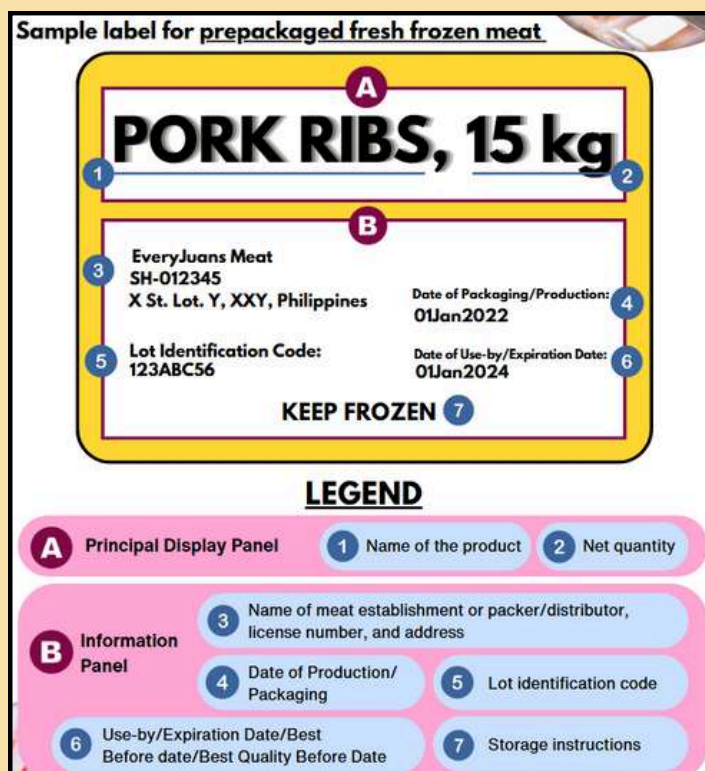 Sample label for prepackaged fresh frozen meat
A
PORK RIBS, 15 kg
1
2
B
3
EveryJuans Meat
SH-012345
X St. Lot. Y, XXY, Philippines
Date of Packaging/Production:
01Jan2022
4
5
Lot Identification Code:
123ABC56
Date of Use-by/Expiration Date:
01Jan2024
6
KEEP FROZEN 7
LEGEND
A Principal Display Panel
1 Name of the product
2 Net quantity
B Information
Panel
3 Name of meat establishment or packer/distributor,
license number, and address
4 Date of Production/
Packaging
5 Lot identification code
6 Use-by/Expiration Date/Best
Before date/Best Quality Before Date
7 Storage instructions